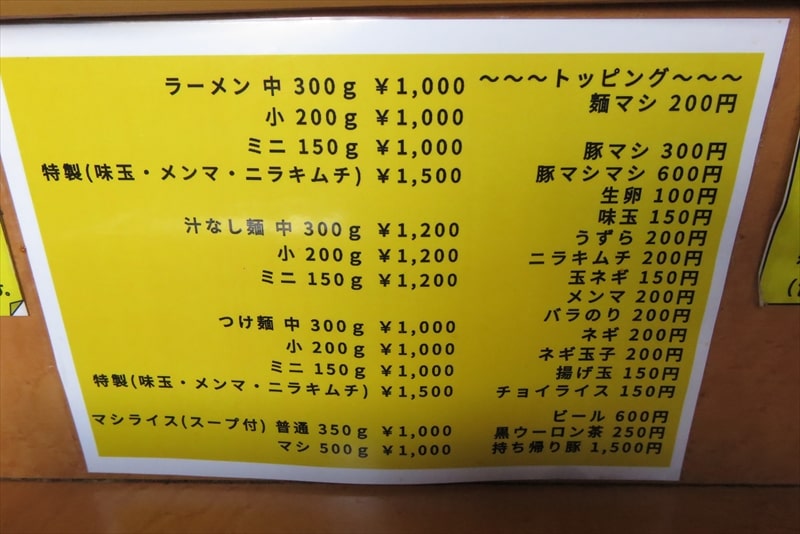 ラーメン 中 300g ¥1,000
小 200g ¥1,000
ミニ 150g ¥1,000
特製(味玉・メンマ・ニラキムチ) ¥1,500
汁なし麺 中 300g ¥1,200
小 200g ¥1,200
ミニ 150g ¥1,200
つけ麺 中 300g ¥1,000
小 200g ¥1,000
ミニ 150g ¥1,000
特製(味玉・メンマ・ニラキムチ) ¥1,500
マシライス(スープ付) 普通 350g ¥1,000
マシ 500g ¥1,000
~~~トッピング~~~
麺マシ 200円
豚マシ 300円
豚マシマシ 600円
生卵 100円
味玉 150円
うずら 200円
ニラキムチ 200円
玉ネギ 150円
メンマ 200円
バラのり 200円
ネギ 200円
ネギ玉子 200円
揚げ玉 150円
チョイライス 150円
ビール 600円
黒ウーロン茶 250円
持ち帰り豚 1,500円